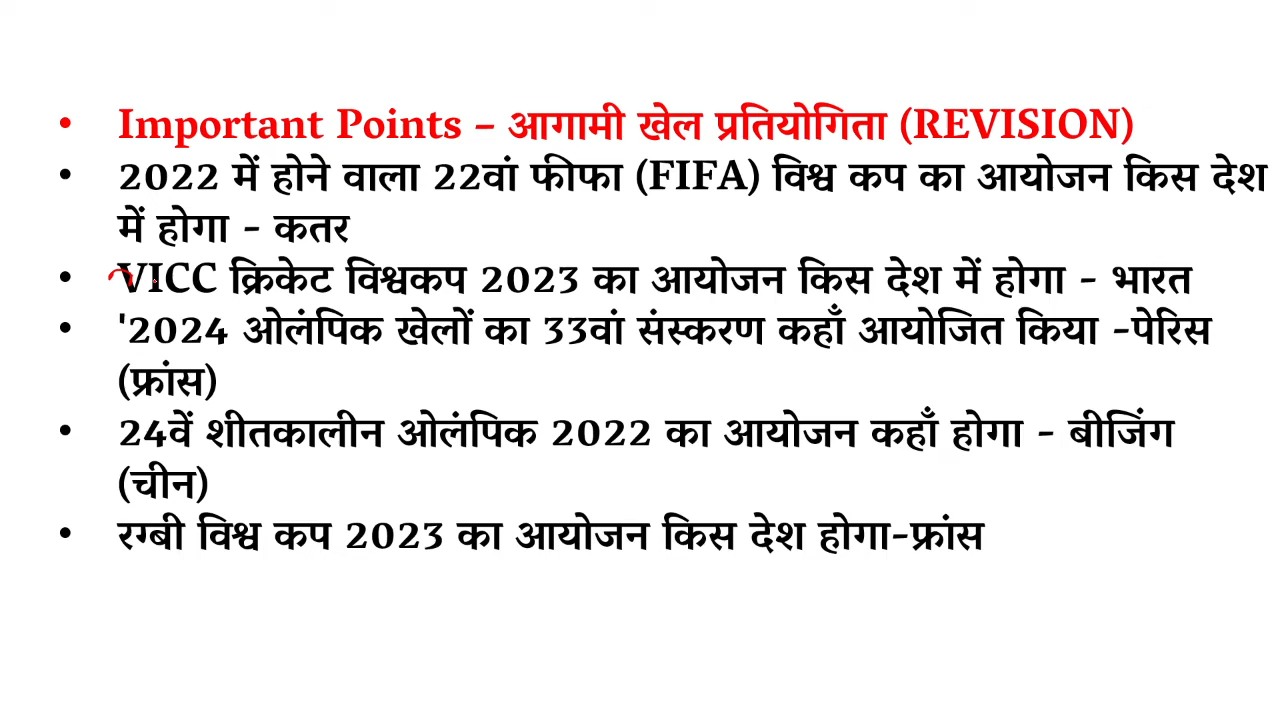 • Important Points – आगामी खेल प्रतियोगिता (REVISION)
• 2022 में होने वाला 22वां फीफा (FIFA) विश्व कप का आयोजन किस देश
में होगा - कतर
• VICC क्रिकेट विश्वकप 2023 का आयोजन किस देश में होगा - भारत
• '2024 ओलंपिक खेलों का 33वां संस्करण कहाँ आयोजित किया -पेरिस
(फ्रांस)
• 24वें शीतकालीन ओलंपिक 2022 का आयोजन कहाँ होगा - बीजिंग
(चीन)
• रग्बी विश्व कप 2023 का आयोजन किस देश होगा-फ्रांस